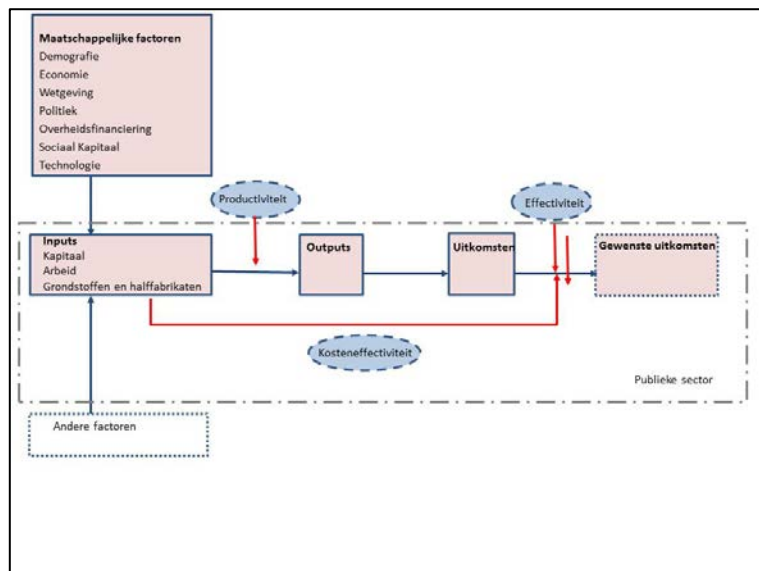 Maatschappelijke factoren
Demografie
Economie
Wetgeving
Politiek
Overheidsfinanciering
Sociaal Kapitaal
Technologie
Productiviteit
Effectiviteit
Inputs
Kapitaal
Arbeid
Grondstoffen en halffabrikaten
Outputs
Uitkomsten
Gewenste uitkomsten
Kosteneffectiviteit
Publieke sector
Andere factoren